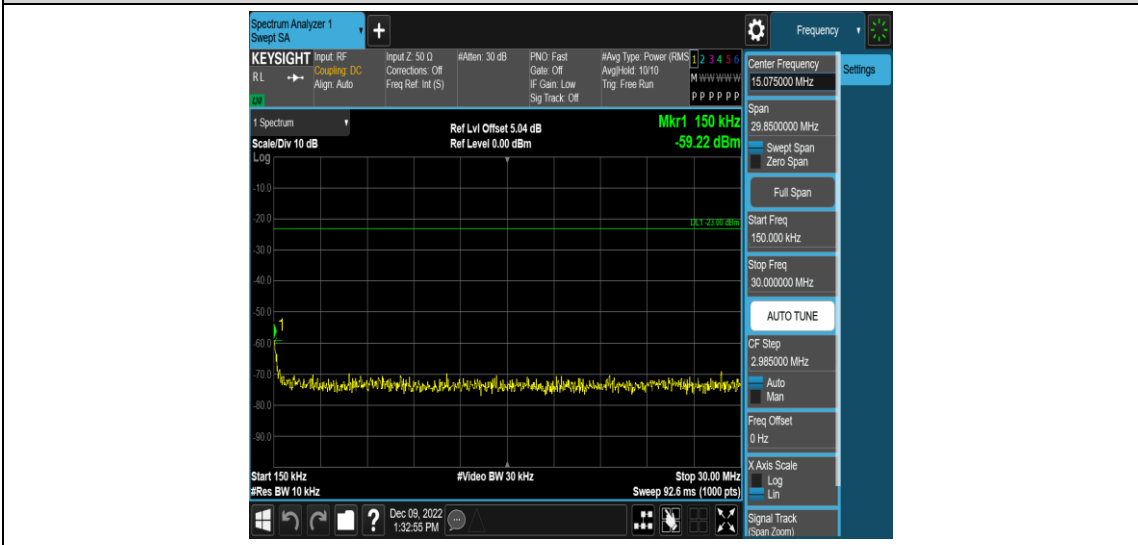 Spectrum Analyzer 1
Swept SA
+
Frequency
KEYSIGHT
RL
LXI
Input: RF
Coupling: DC
Align: Auto
Input Z: 50 Ω
Corrections: Off
Freq Ref: Int (S)
#Atten: 30 dB
PNO: Fast
Gate: Off
IF Gain: Low
Sig Track: Off
#Avg Type: Power (RMS
Avg|Hold: 10/10
Trig: Free Run
1 2 3 4 5 6
M W W W W W
P P P P P P
1 Spectrum
Scale/Div 10 dB
Log
Ref Lvl Offset 5.04 dB
Ref Level 0.00 dBm
Mkr1 150 kHz
-59.22 dBm
-10.0
-20.0
DL1 -23.00 dBm
-30.0
-40.0
-50.0
1
-60.0
-70.0
-80.0
-90.0
Start 150 kHz
#Video BW 30 kHz
Stop 30.00 MHz
#Res BW 10 kHz
Sweep 92.6 ms (1000 pts)
Center Frequency
15.075000 MHz
Settings
Span
29.8500000 MHz
Swept Span
Zero Span
Full Span
Start Freq
150.000 kHz
Stop Freq
30.000000 MHz
AUTO TUNE
CF Step
2.985000 MHz
Auto
Man
Freq Offset
0 Hz
X Axis Scale
Log
Lin
Signal Track
(Span Zoom)
?
Dec 09, 2022
1:32:55 PM